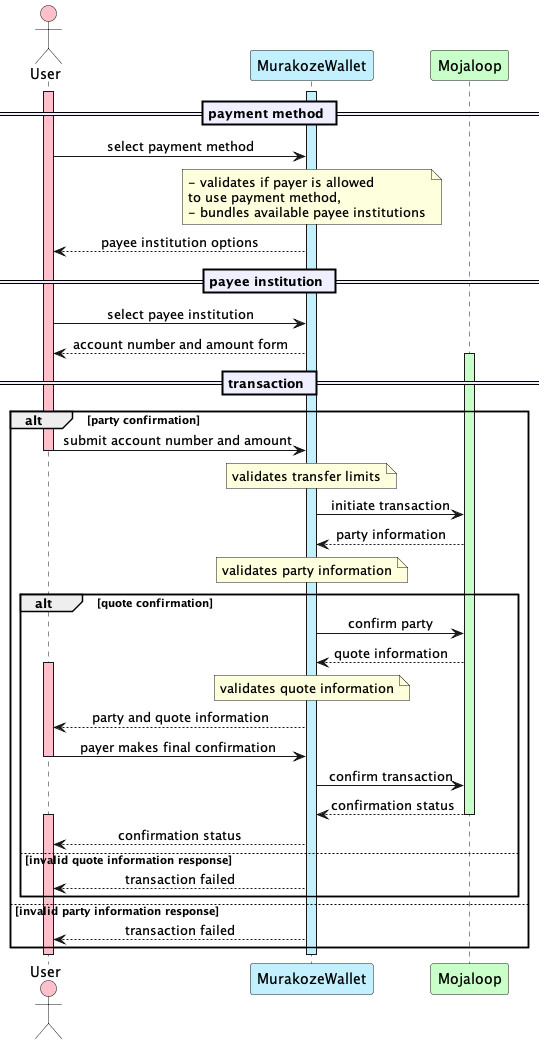 User
MurakozeWallet
Mojaloop
payment method
select payment method
- validates if payer is allowed
to use payment method,
- bundles available payee institutions
payee institution options
payee institution
select payee institution
account number and amount form
transaction
alt
[party confirmation]
submit account number and amount
validates transfer limits
initiate transaction
party information
validates party information
alt
[quote confirmation]
confirm party
quote information
validates quote information
party and quote information
payer makes final confirmation
confirm transaction
confirmation status
confirmation status
[invalid quote information response]
transaction failed
[invalid party information response]
transaction failed
User
MurakozeWallet
Mojaloop